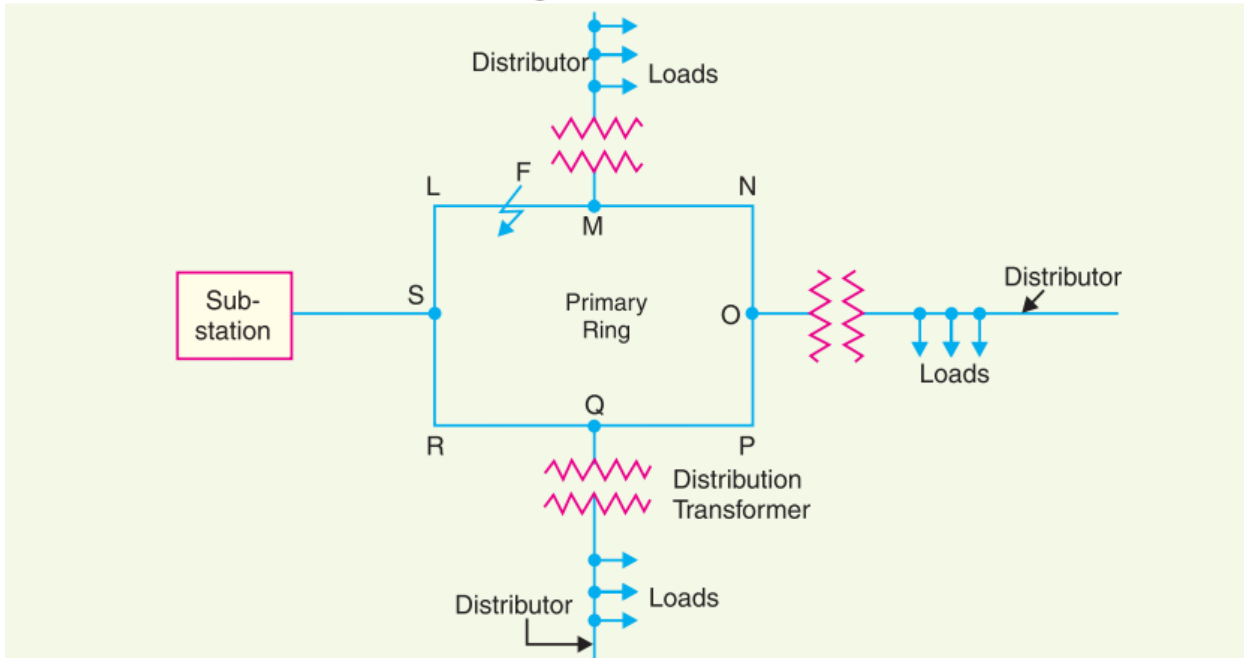 Distributor
Loads
F
L
N
M
Sub-
station
S
Primary
Ring
O
Distributor
Loads
Q
R
P
Distribution
Transformer
Distributor
Loads